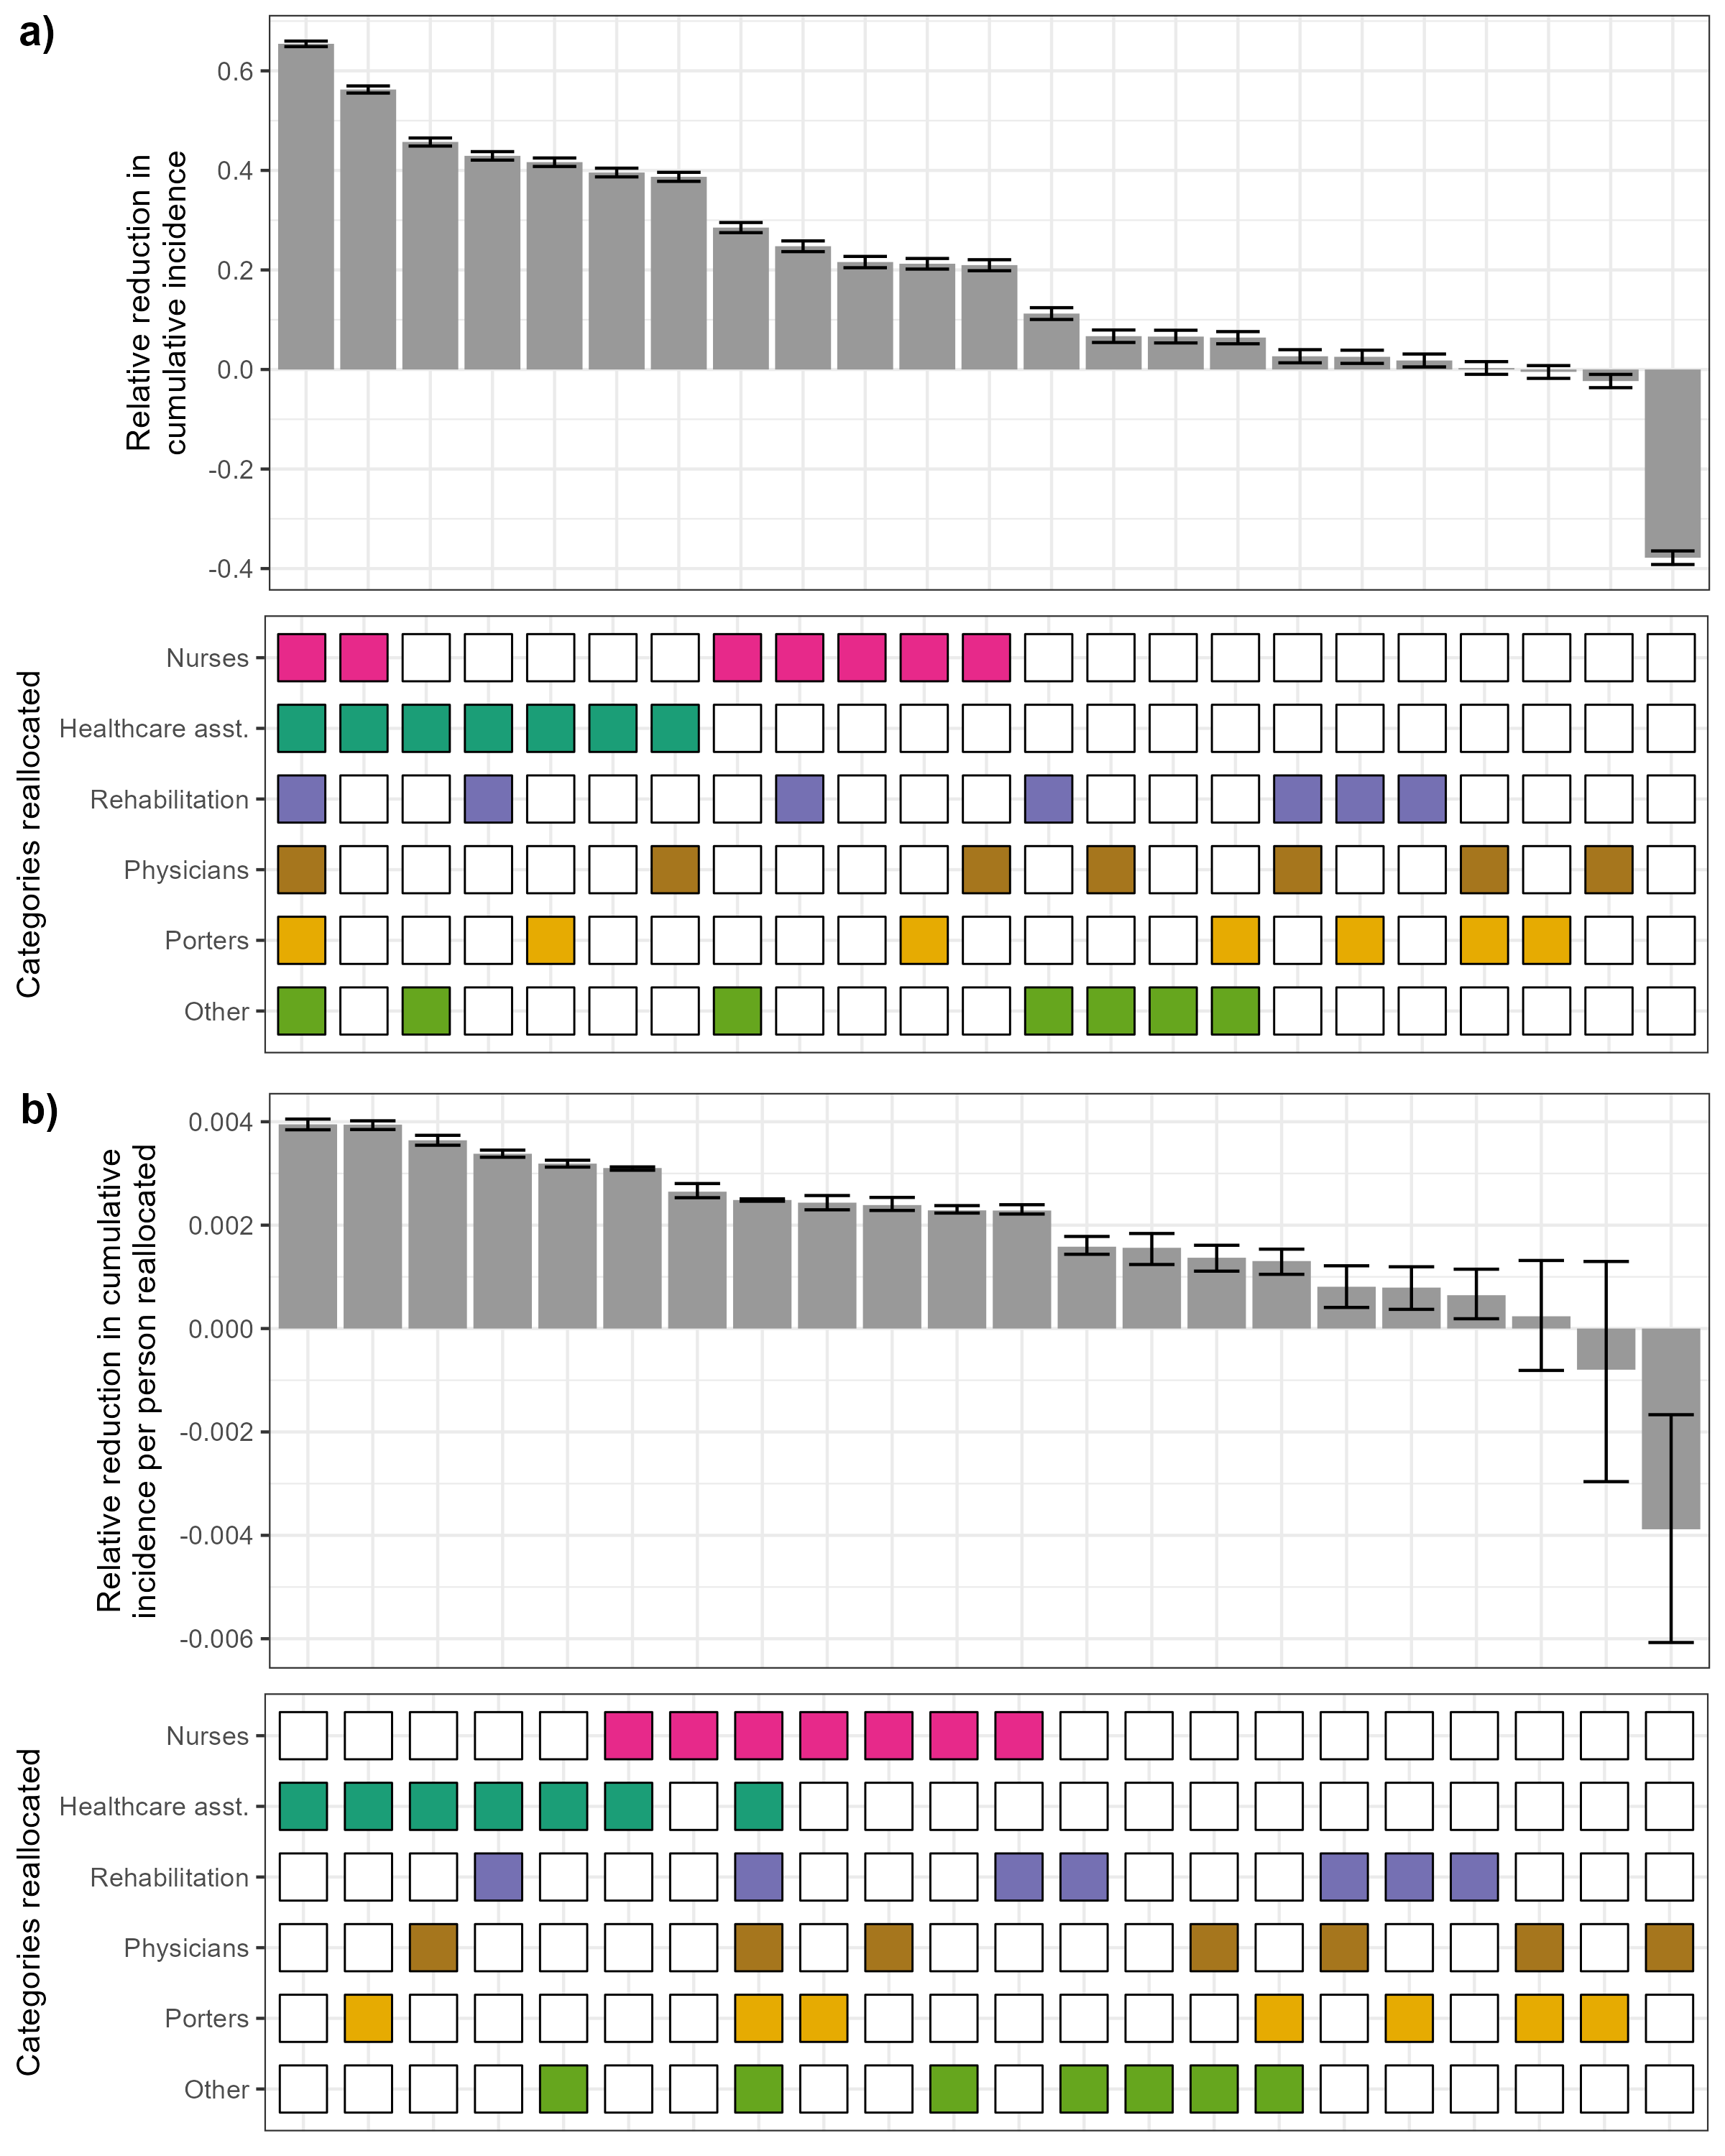 a)
Relative reduction in
cumulative incidence
0.6
0.4
0.2
0.0
-0.2
-0.4
Categories reallocated
Nurses
Healthcare asst.
Rehabilitation
Physicians
Porters
Other
b)
Relative reduction in cumulative
incidence per person reallocated
0.004
0.002
0.000
-0.002
-0.004
-0.006
Categories reallocated
Nurses
Healthcare asst.
Rehabilitation
Physicians
Porters
Other